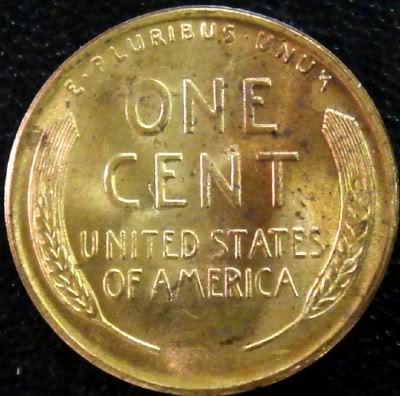 E·PLURIBUS·UNUM
ONE
CENT
UNITED STATES
OF AMERICA